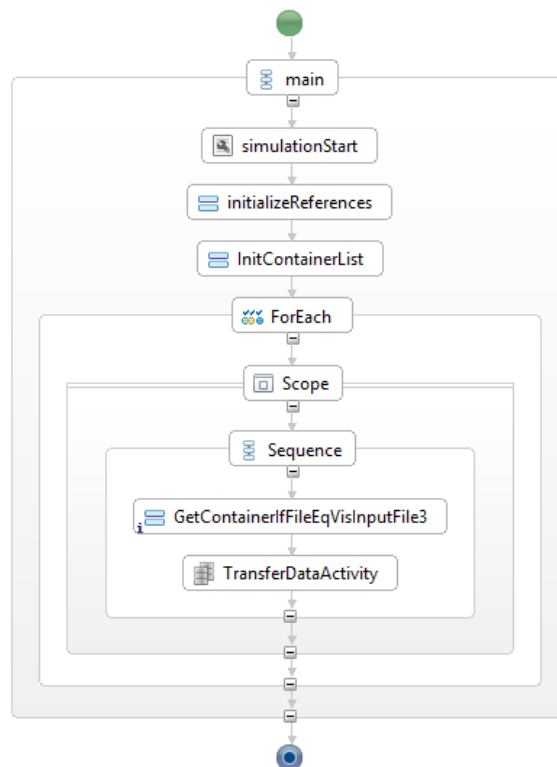 main
simulationStart
initializeReferences
InitContainerList
ForEach
Scope
Sequence
i
GetContainerIfFileEqVisInputFile3
TransferDataActivity